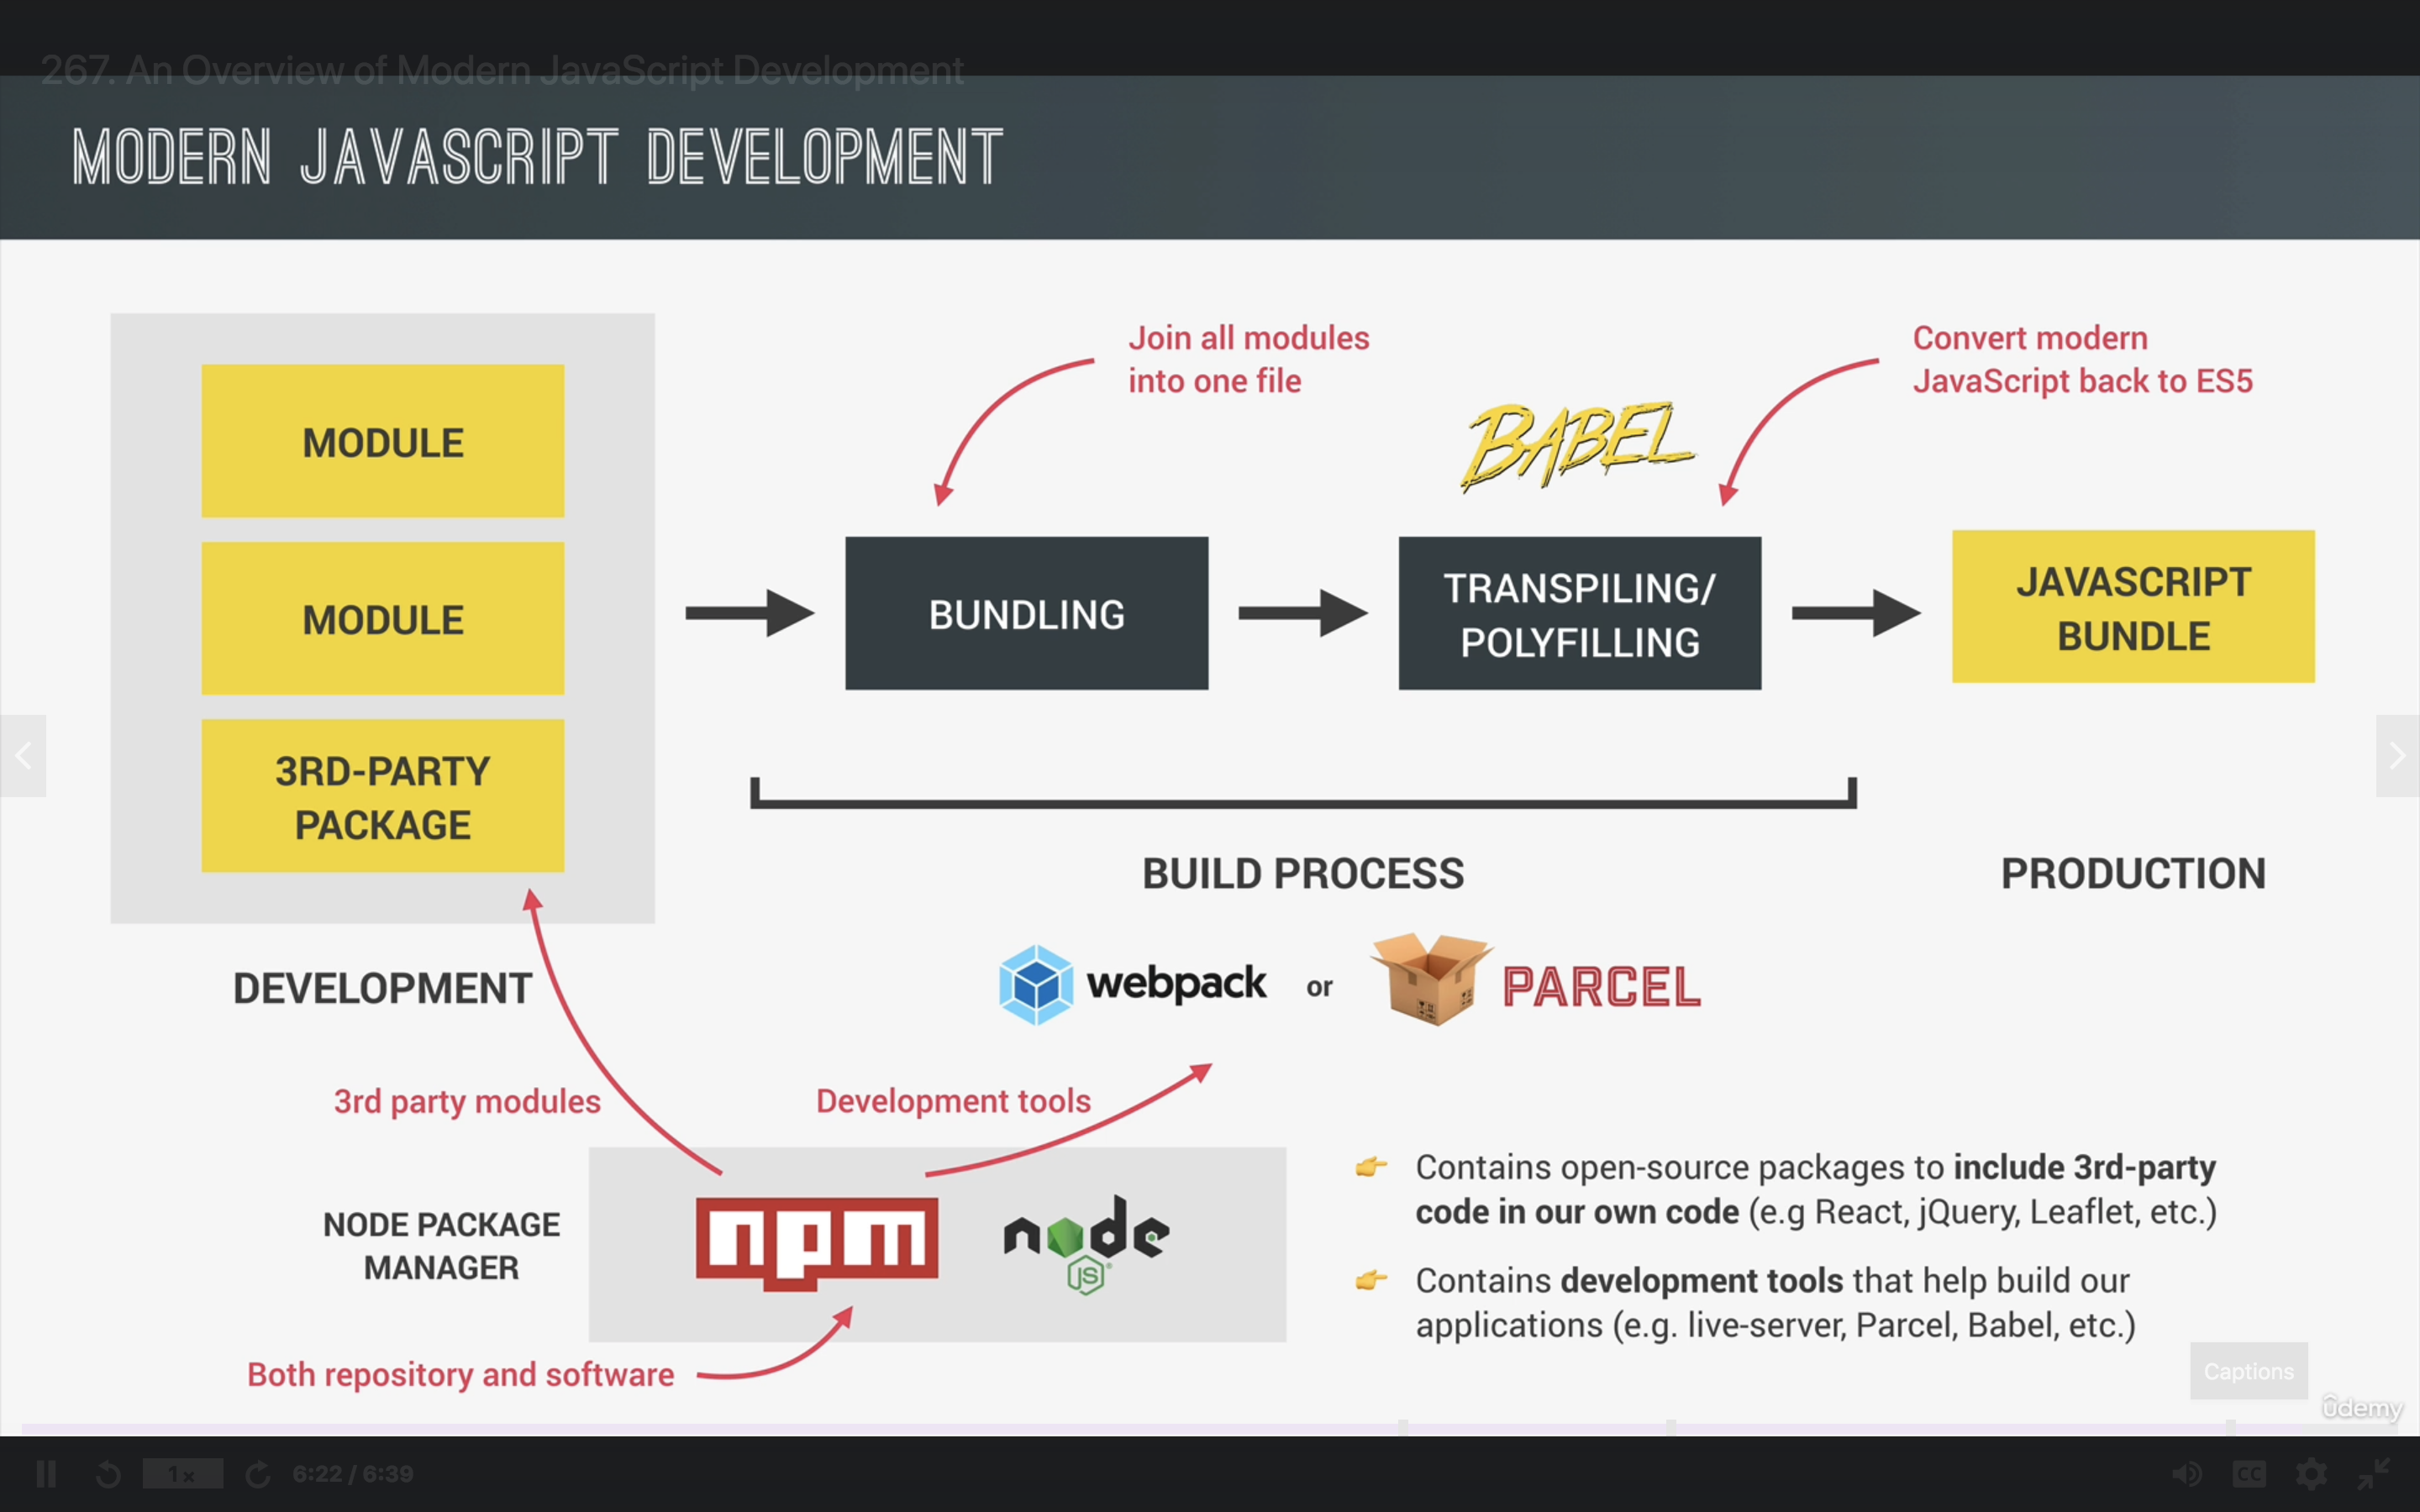 267. An Overview of Modern JavaScript Development
MODERN JAVASCRIPT DEVELOPMENT
MODULE
MODULE
3RD-PARTY
PACKAGE
DEVELOPMENT
Join all modules
into one file
BUNDLING
BABEL
Convert modern
JavaScript back to ES5
TRANSPILING/
POLYFILLING
JAVASCRIPT
BUNDLE
BUILD PROCESS
PRODUCTION
webpack or PARCEL
3rd party modules
Development tools
NODE PACKAGE
MANAGER
npm
node
JS
Both repository and software
👉 Contains open-source packages to include 3rd-party
code in our own code (e.g React, jQuery, Leaflet, etc.)
👉 Contains development tools that help build our
applications (e.g. live-server, Parcel, Babel, etc.)
Captions
ûdemy
1x
6:22 / 6:39
CC